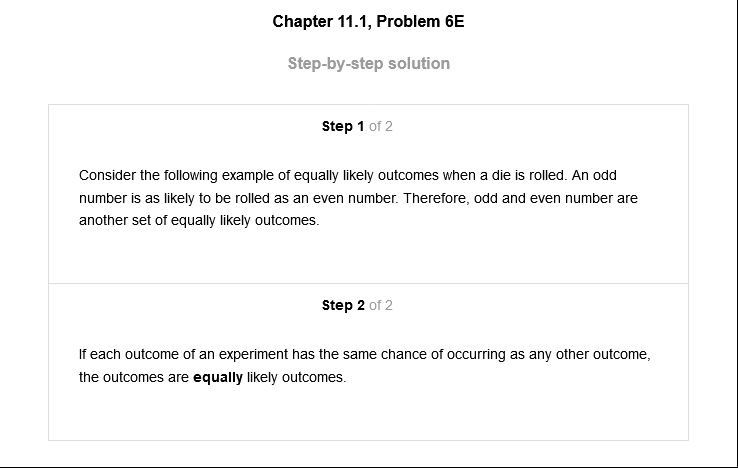 Chapter 11.1, Problem 6E
Step-by-step solution
Step 1 of 2
Consider the following example of equally likely outcomes when a die is rolled. An odd
number is as likely to be rolled as an even number. Therefore, odd and even number are
another set of equally likely outcomes.
Step 2 of 2
If each outcome of an experiment has the same chance of occurring as any other outcome,
the outcomes are equally likely outcomes.